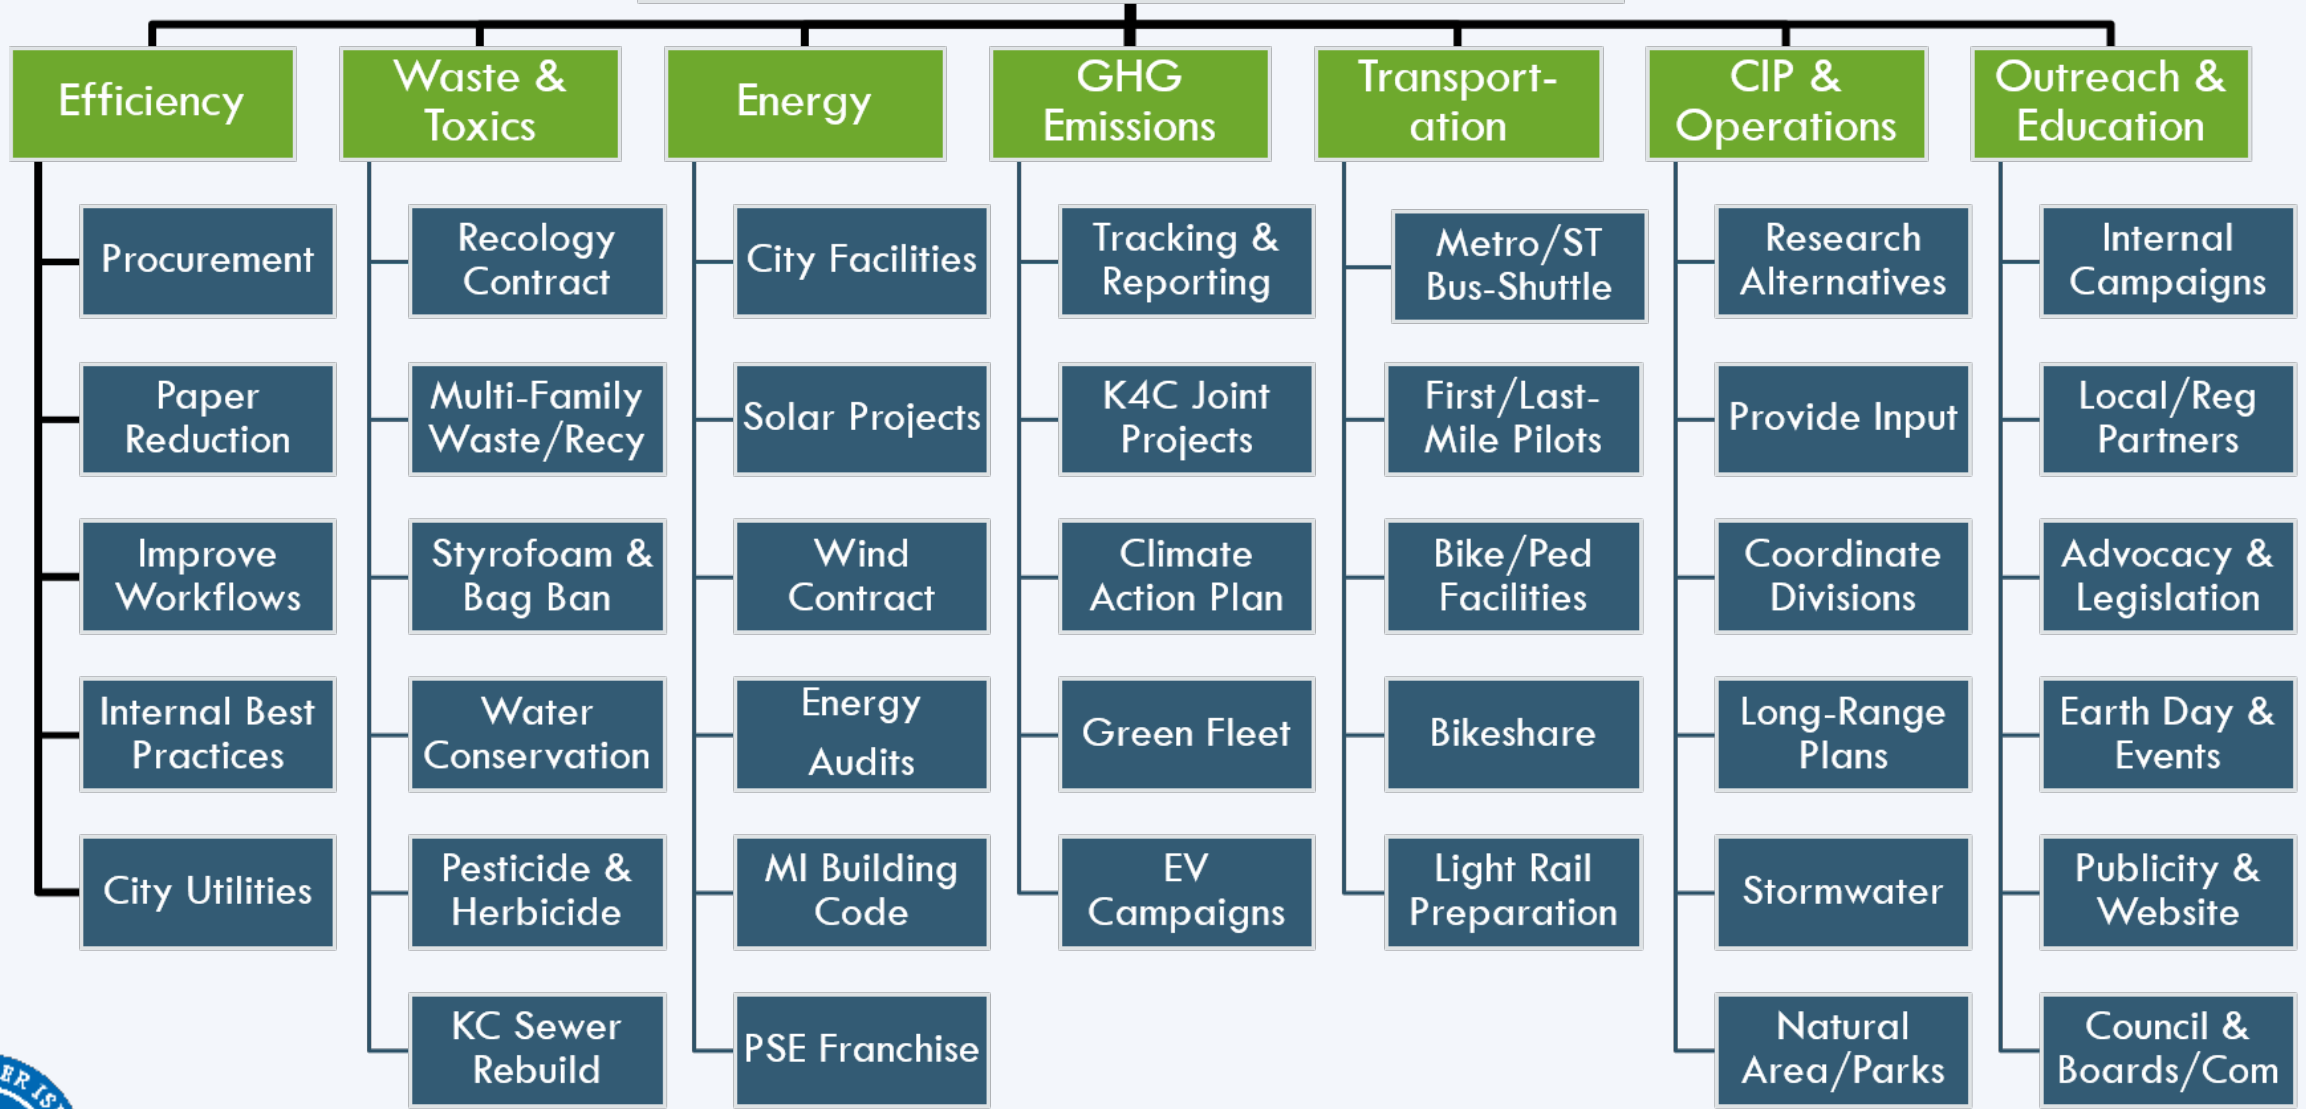 Efficiency
Procurement
Paper
Reduction
Improve
Workflows
Internal Best
Practices
City Utilities
Waste &
Toxics
Recology
Contract
Multi-Family
Waste/Recy
Styrofoam &
Bag Ban
Water
Conservation
Pesticide &
Herbicide
KC Sewer
Rebuild
Energy
City Facilities
Solar Projects
Wind
Contract
Energy
Audits
MI Building
Code
PSE Franchise
GHG
Emissions
Tracking &
Reporting
K4C Joint
Projects
Climate
Action Plan
Green Fleet
EV
Campaigns
Transport-
ation
Metro/ST
Bus-Shuttle
First/Last-
Mile Pilots
Bike/Ped
Facilities
Bikeshare
Light Rail
Preparation
CIP &
Operations
Research
Alternatives
Provide Input
Coordinate
Divisions
Long-Range
Plans
Stormwater
Natural
Area/Parks
Outreach &
Education
Internal
Campaigns
Local/Reg
Partners
Advocacy &
Legislation
Earth Day &
Events
Publicity &
Website
Council &
Boards/Com